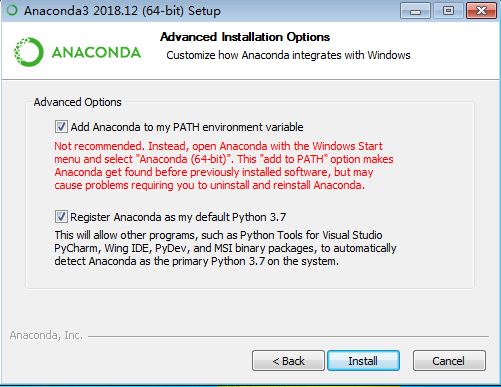 Anaconda3 2018.12 (64-bit) Setup
Advanced Installation Options
ANACONDA
Customize how Anaconda integrates with Windows
Advanced Options
Add Anaconda to my PATH environment variable
Not recommended. Instead, open Anaconda with the Windows Start
menu and select "Anaconda (64-bit)". This "add to PATH" option makes
Anaconda get found before previously installed software, but may
cause problems requiring you to uninstall and reinstall Anaconda.
Register Anaconda as my default Python 3.7
This will allow other programs, such as Python Tools for Visual Studio
PyCharm, Wing IDE, PyDev, and MSI binary packages, to automatically
detect Anaconda as the primary Python 3.7 on the system.
Anaconda, Inc.
< Back
Install
Cancel